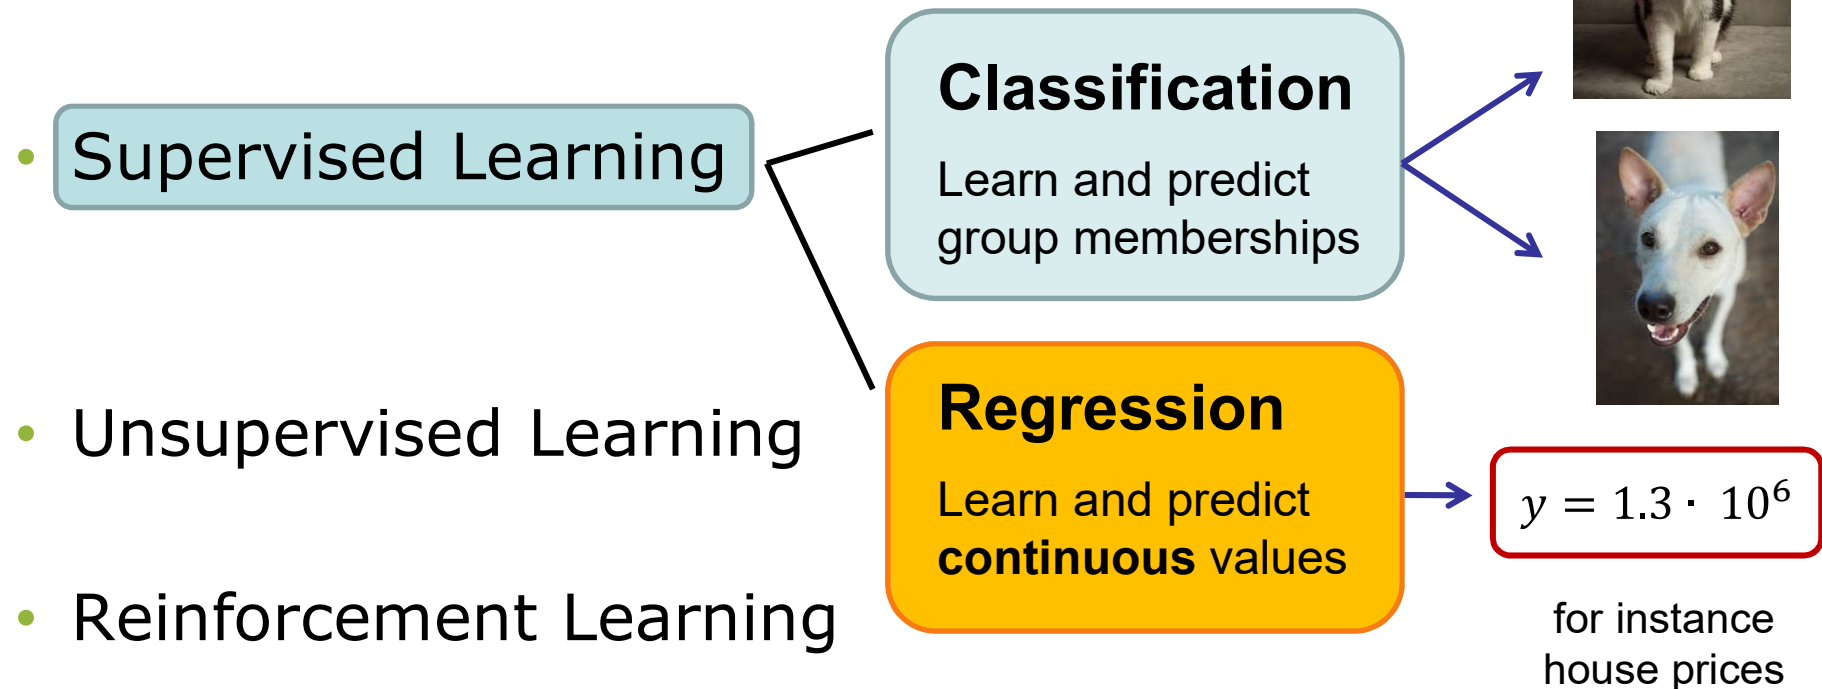 • Supervised Learning
Classification
Learn and predict
group memberships
• Unsupervised Learning
Regression
Learn and predict
continuous values
y = 1.3 · 10⁶
for instance
house prices
• Reinforcement Learning